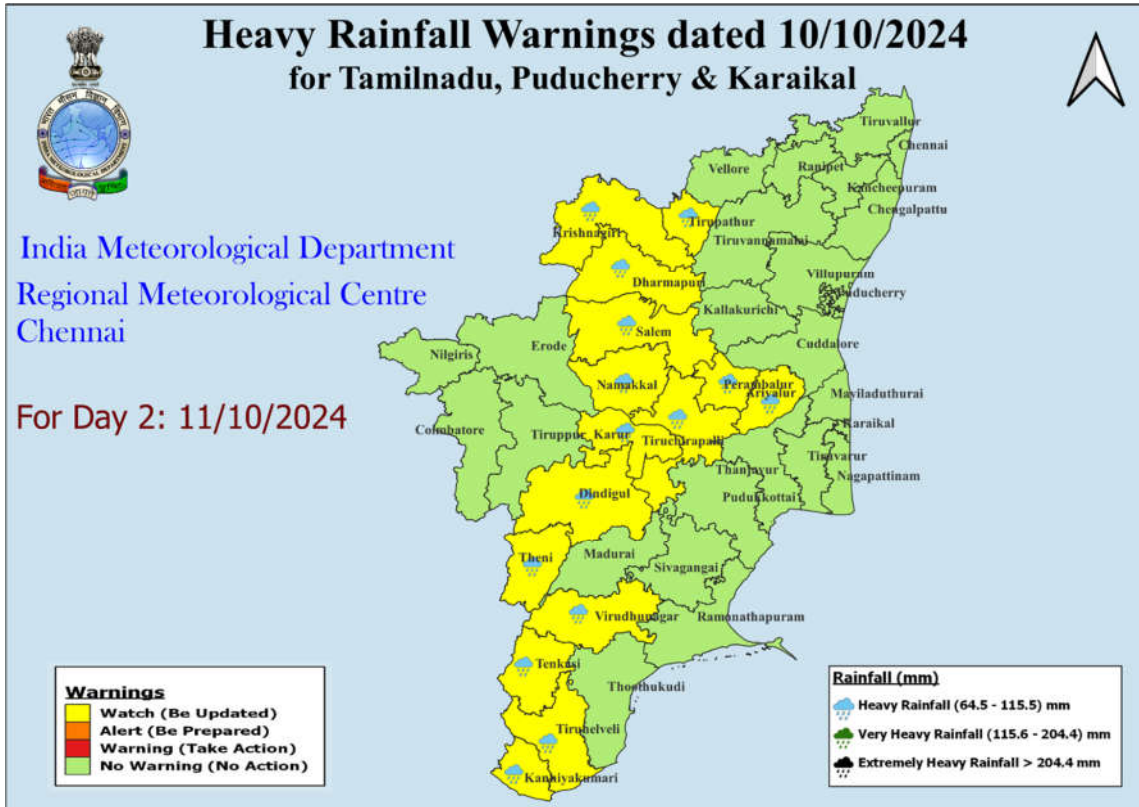 Heavy Rainfall Warnings dated 10/10/2024
for Tamilnadu, Puducherry & Karaikal
India Meteorological Department
Regional Meteorological Centre
Chennai
For Day 2: 11/10/2024
Tiruvallur
Chennai
Vellore
Ranipet
Kancheepuram
Chengalpattu
Krishnagiri
Tirupathur
Tiruvannamalai
Dharmapuri
Villupuram
Puducherry
Kallakurichi
Salem
Erode
Nilgiris
Cuddalore
Namakkal
Perambalur
Ariyalur
Mayiladuthurai
Coimbatore
Tiruppur
Karur
Tiruchirapalli
Karaikal
Tiruvarur
Thanjavur
Nagapattinam
Dindigul
Pudukkottai
Theni
Madurai
Sivagangai
Virudhunagar
Ramonathapuram
Tenkasi
Thoothukudi
Tirunelveli
Kanniyakumari
Warnings
Watch (Be Updated)
Alert (Be Prepared)
Warning (Take Action)
No Warning (No Action)
Rainfall (mm)
Heavy Rainfall (64.5 - 115.5) mm
Very Heavy Rainfall (115.6 - 204.4) mm
Extremely Heavy Rainfall > 204.4 mm